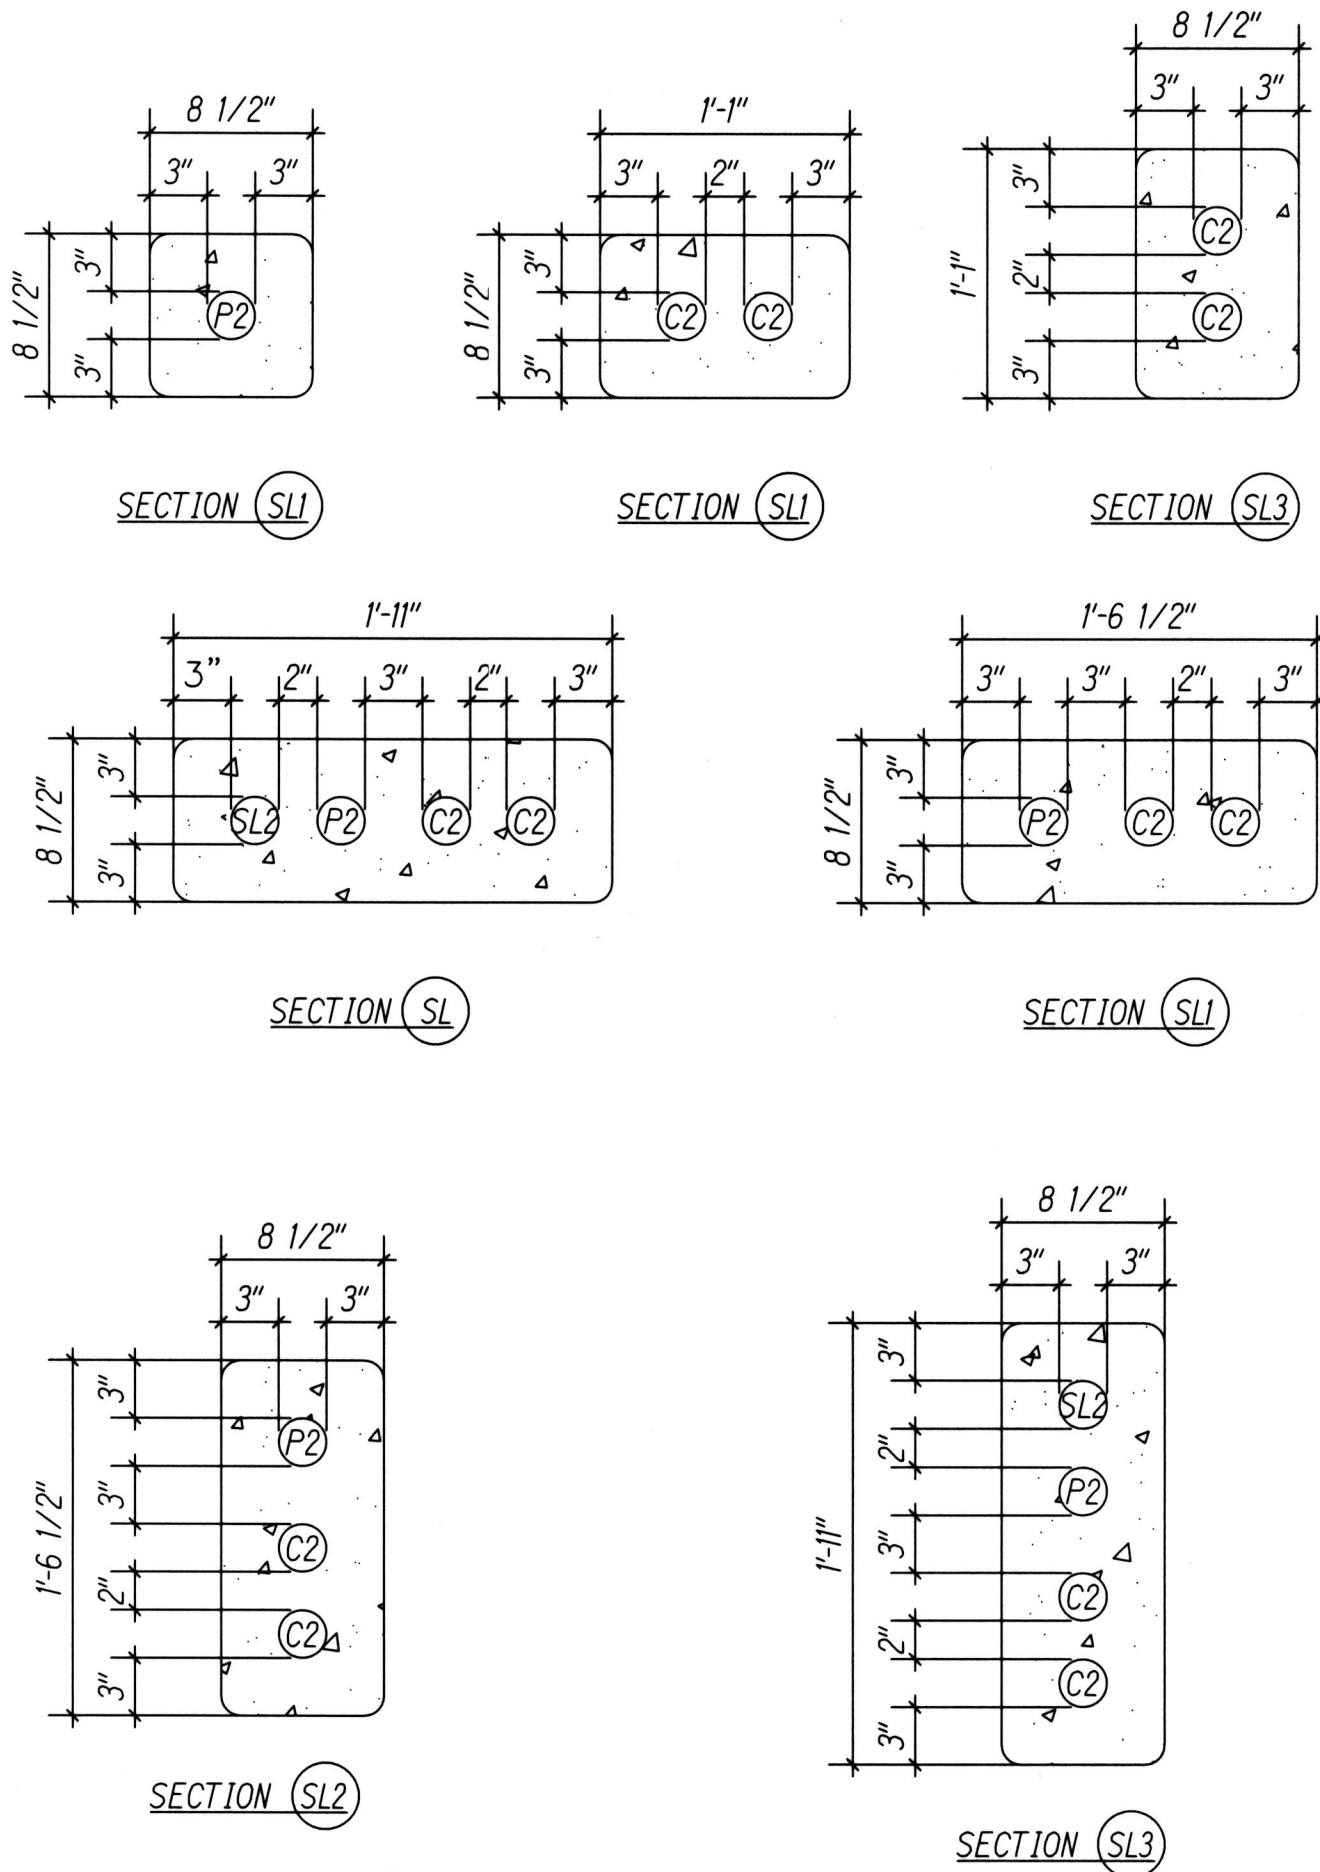 8 1/2"
3" 3"
8 1/2"
3"
3"
P2
SECTION SL1
1'-1"
3" 2" 3"
8 1/2"
3"
3"
C2 C2
SECTION SL1
8 1/2"
3" 3"
1'-1"
3"
2"
3"
C2
C2
SECTION SL3
1'-11"
3” 2" 3" 2" 3"
8 1/2"
3"
3"
SL2 P2 C2 C2
SECTION SL
1'-6 1/2"
3" 3" 2" 3"
8 1/2"
3"
3"
P2 C2 C2
SECTION SL1
8 1/2"
3" 3"
1'-6 1/2"
3"
3"
2"
3"
P2
C2
C2
SECTION SL2
8 1/2"
3" 3"
1'-11"
3"
2"
3"
2"
3"
SL2
P2
C2
C2
SECTION SL3